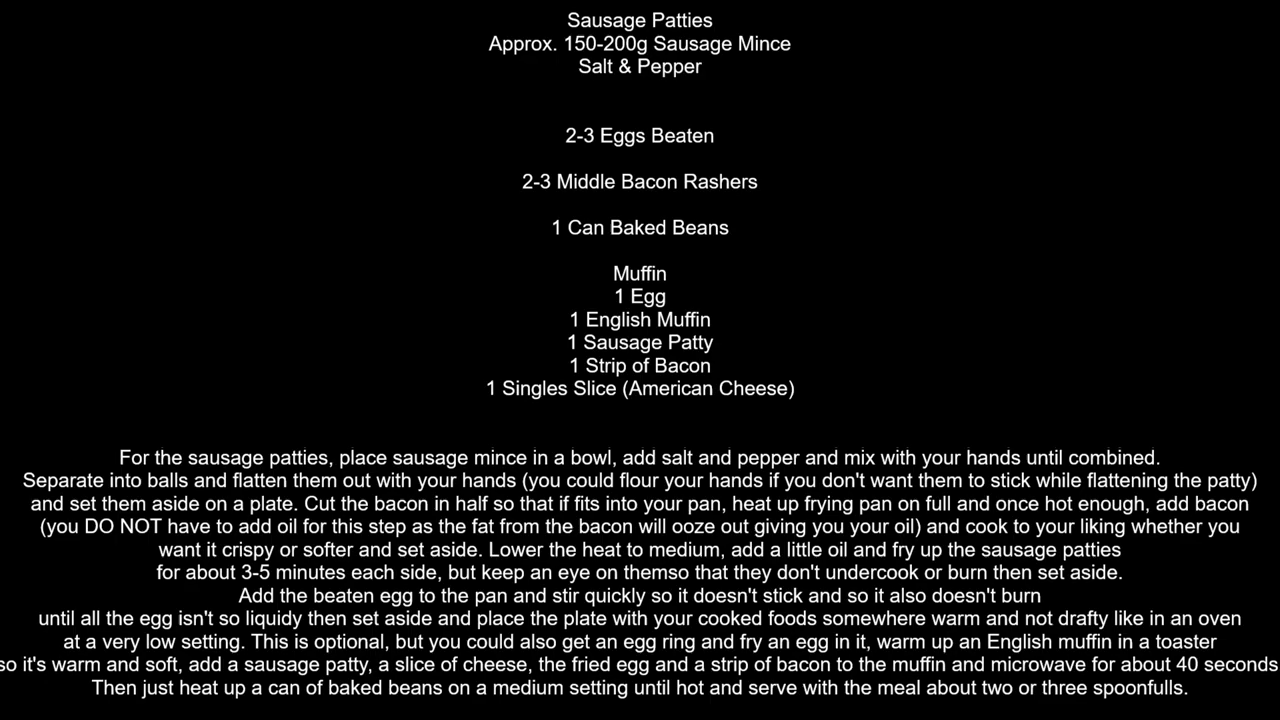 Sausage Patties
Approx. 150-200g Sausage Mince
Salt & Pepper
2-3 Eggs Beaten
2-3 Middle Bacon Rashers
1 Can Baked Beans
Muffin
1 Egg
1 English Muffin
1 Sausage Patty
1 Strip of Bacon
1 Singles Slice (American Cheese)
For the sausage patties, place sausage mince in a bowl, add salt and pepper and mix with your hands until combined.
Separate into balls and flatten them out with your hands (you could flour your hands if you don't want them to stick while flattening the patty)
and set them aside on a plate. Cut the bacon in half so that if fits into your pan, heat up frying pan on full and once hot enough, add bacon
(you DO NOT have to add oil for this step as the fat from the bacon will ooze out giving you your oil) and cook to your liking whether you
want it crispy or softer and set aside. Lower the heat to medium, add a little oil and fry up the sausage patties
for about 3-5 minutes each side, but keep an eye on themso that they don't undercook or burn then set aside.
Add the beaten egg to the pan and stir quickly so it doesn't stick and so it also doesn't burn
until all the egg isn't so liquidy then set aside and place the plate with your cooked foods somewhere warm and not drafty like in an oven
at a very low setting. This is optional, but you could also get an egg ring and fry an egg in it, warm up an English muffin in a toaster
so it's warm and soft, add a sausage patty, a slice of cheese, the fried egg and a strip of bacon to the muffin and microwave for about 40 seconds.
Then just heat up a can of baked beans on a medium setting until hot and serve with the meal about two or three spoonfulls.